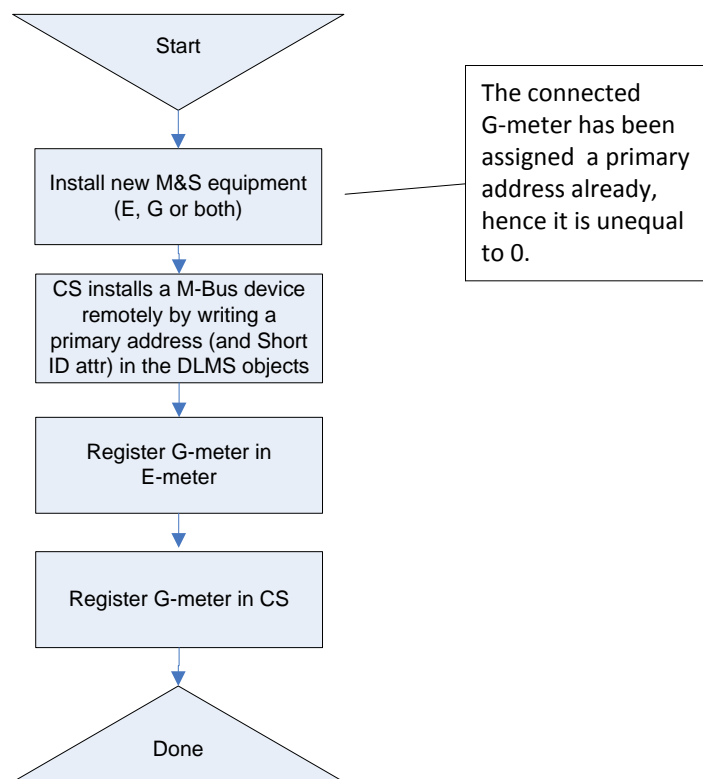 Start
Install new M&S equipment
(E, G or both)
The connected
G-meter has been
assigned a primary
address already,
hence it is unequal
to 0.
CS installs a M-Bus device
remotely by writing a
primary address (and Short
ID attr) in the DLMS objects
Register G-meter in
E-meter
Register G-meter in CS
Done